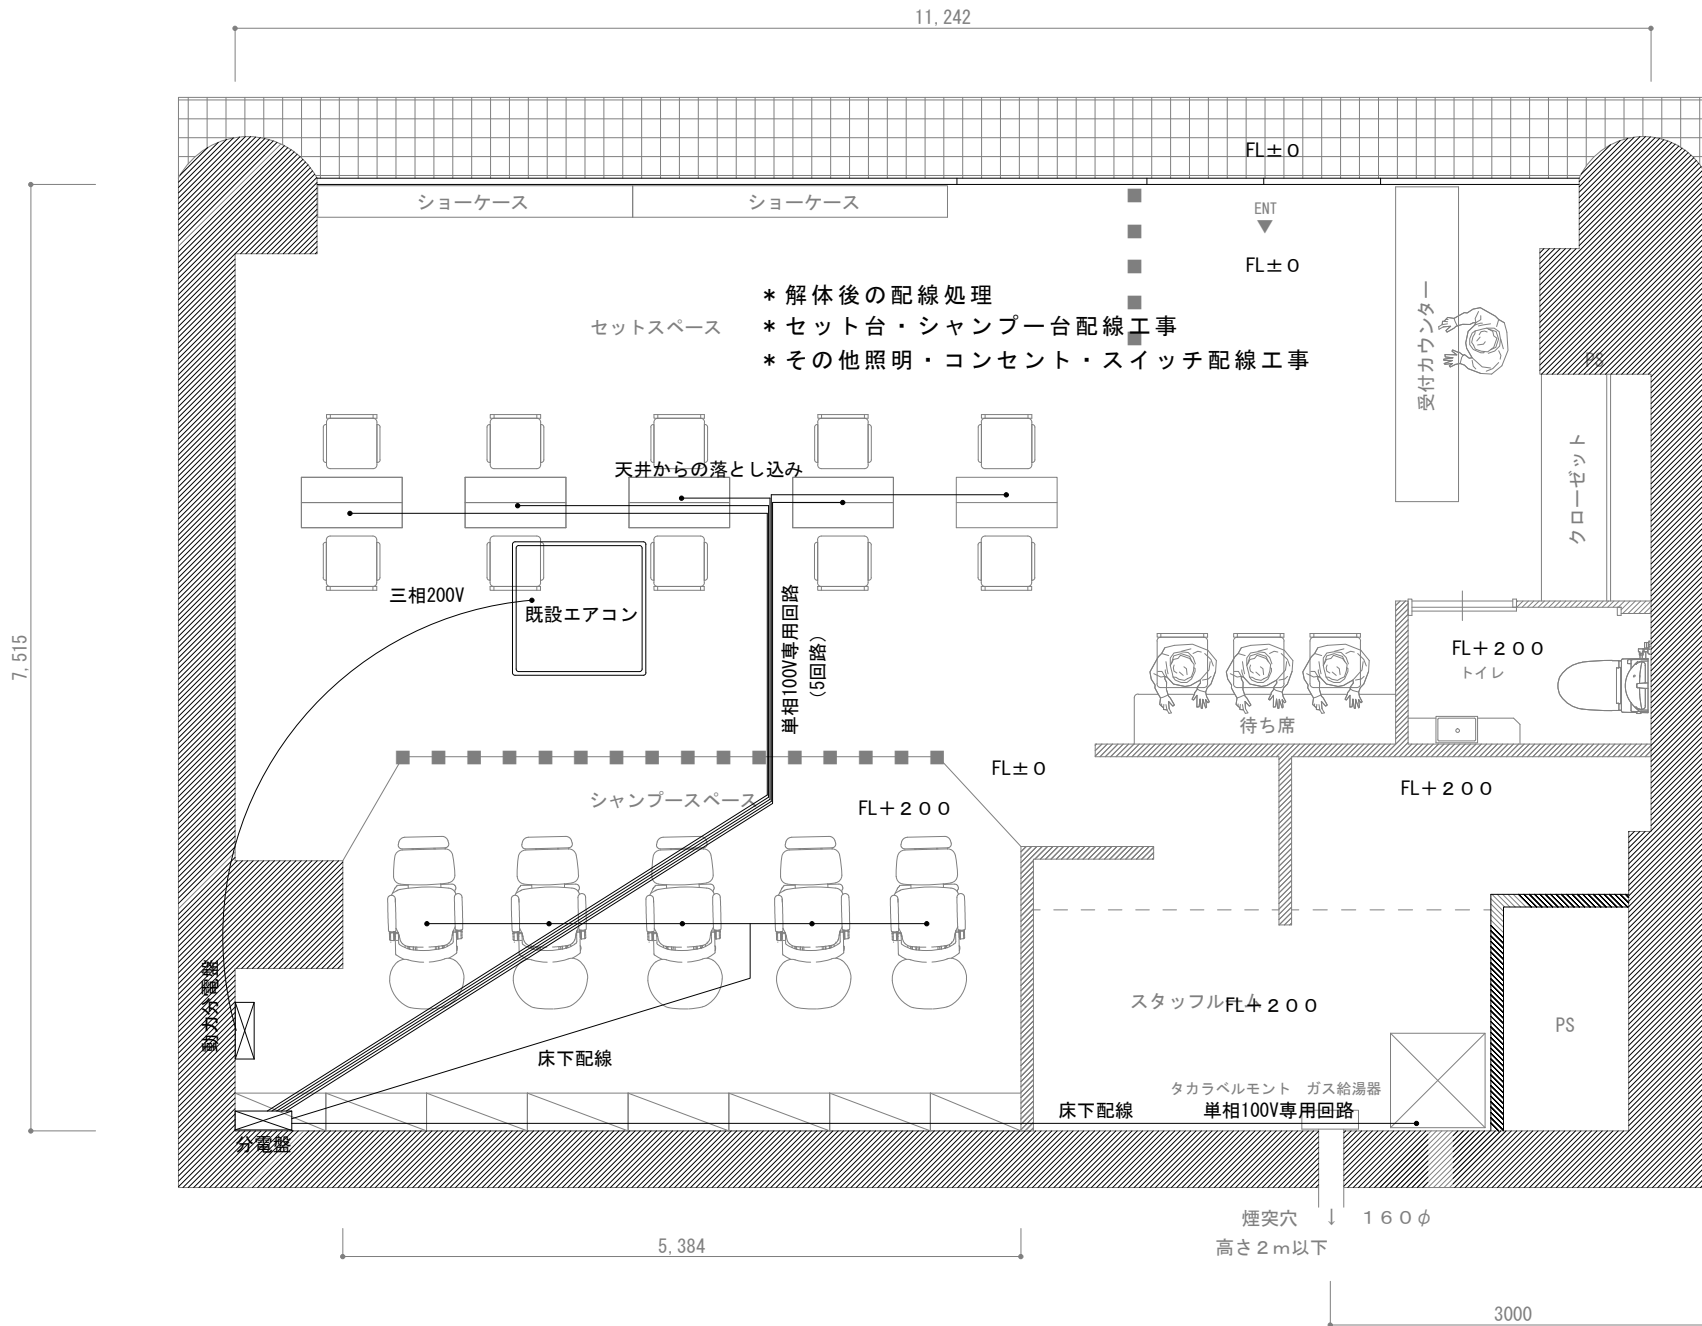 11,242
FL±0
ショーケース
ショーケース
ENT
FL±0
＊解体後の配線処理
＊セット台・シャンプー台配線工事
＊その他照明・コンセント・スイッチ配線工事
セットスペース
受付カウンター
PS
クローゼット
天井からの落とし込み
三相200V
既設エアコン
単相100V専用回路
(5回路)
7,515
FL＋２００
トイレ
待ち席
FL±0
シャンプースペース
FL＋２００
FL＋２００
動力分電盤
スタッフルーム
FL＋２００
PS
床下配線
タカラベルモント　ガス給湯器
床下配線
単相100V専用回路
分電盤
煙突穴　↓　１６０φ
高さ２ｍ以下
5,384
3000